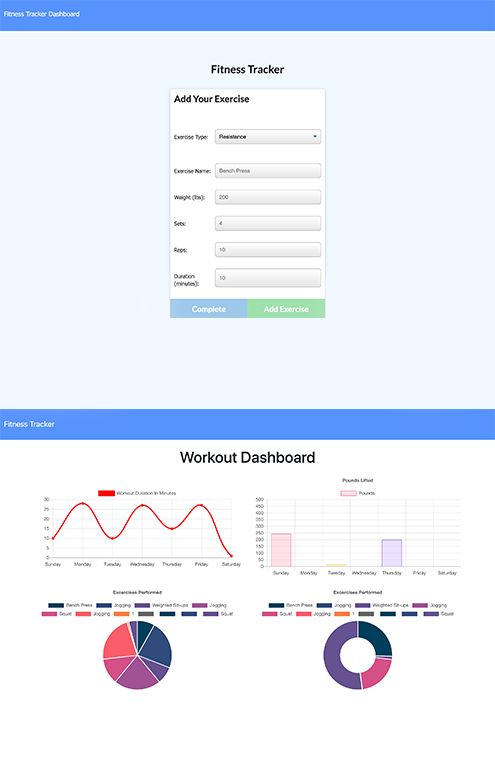 Fitness Tracker Dashboard
Fitness Tracker
Add Your Exercise
Exercise Type: Resistance
Exercise Name: Bench Press
Weight (lbs): 200
Sets: 4
Reps: 10
Duration (minutes): 10
Complete Add Exercise
Fitness Tracker
Workout Dashboard
Workout Duration In Minutes
30
25
20
15
10
5
0
Sunday Monday Tuesday Wednesday Thursday Friday Saturday
Pounds Lifted
Pounds
500
450
400
350
300
250
200
150
100
50
0
Sunday Monday Tuesday Wednesday Thursday Friday Saturday
Excercises Performed
Bench Press Jogging Weighted Sit-ups Jogging
Squat Jogging 1 Squat
Excercises Performed
Bench Press Jogging Weighted Sit-ups Jogging
Squat Jogging 1 Squat